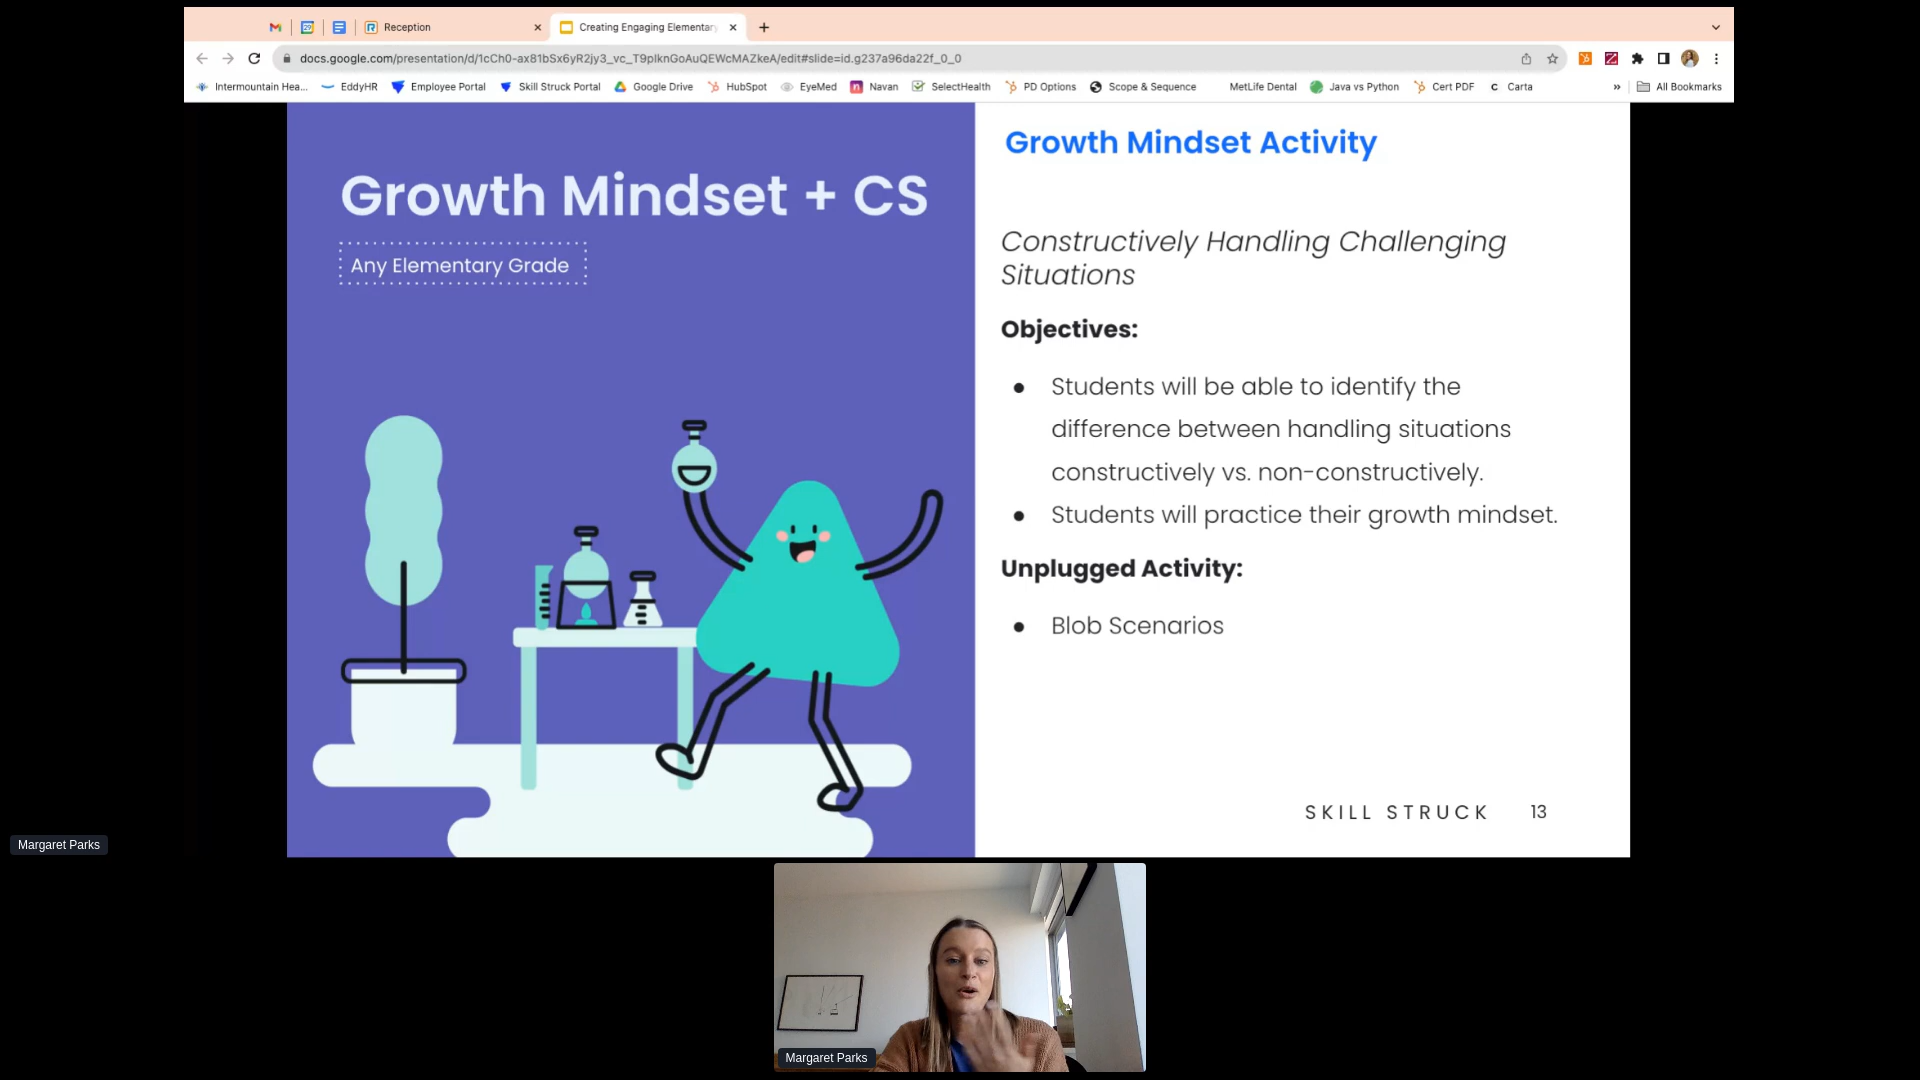 Reception
Creating Engaging Elementary
docs.google.com/presentation/d/1cCh0-ax81bSx6yR2jy3_vc_T9plknGoAuQEWcMAZkeA/edit#slide=id.g237a96da22f_0_0
Intermountain Hea... EddyHR Employee Portal Skill Struck Portal Google Drive HubSpot EyeMed Navan SelectHealth PD Options Scope & Sequence MetLife Dental Java vs Python Cert PDF Carta » All Bookmarks
Growth Mindset + CS
Any Elementary Grade
Growth Mindset Activity
Constructively Handling Challenging
Situations
Objectives:
● Students will be able to identify the
difference between handling situations
constructively vs. non-constructively.
● Students will practice their growth mindset.
Unplugged Activity:
● Blob Scenarios
SKILL STRUCK 13
Margaret Parks
Margaret Parks